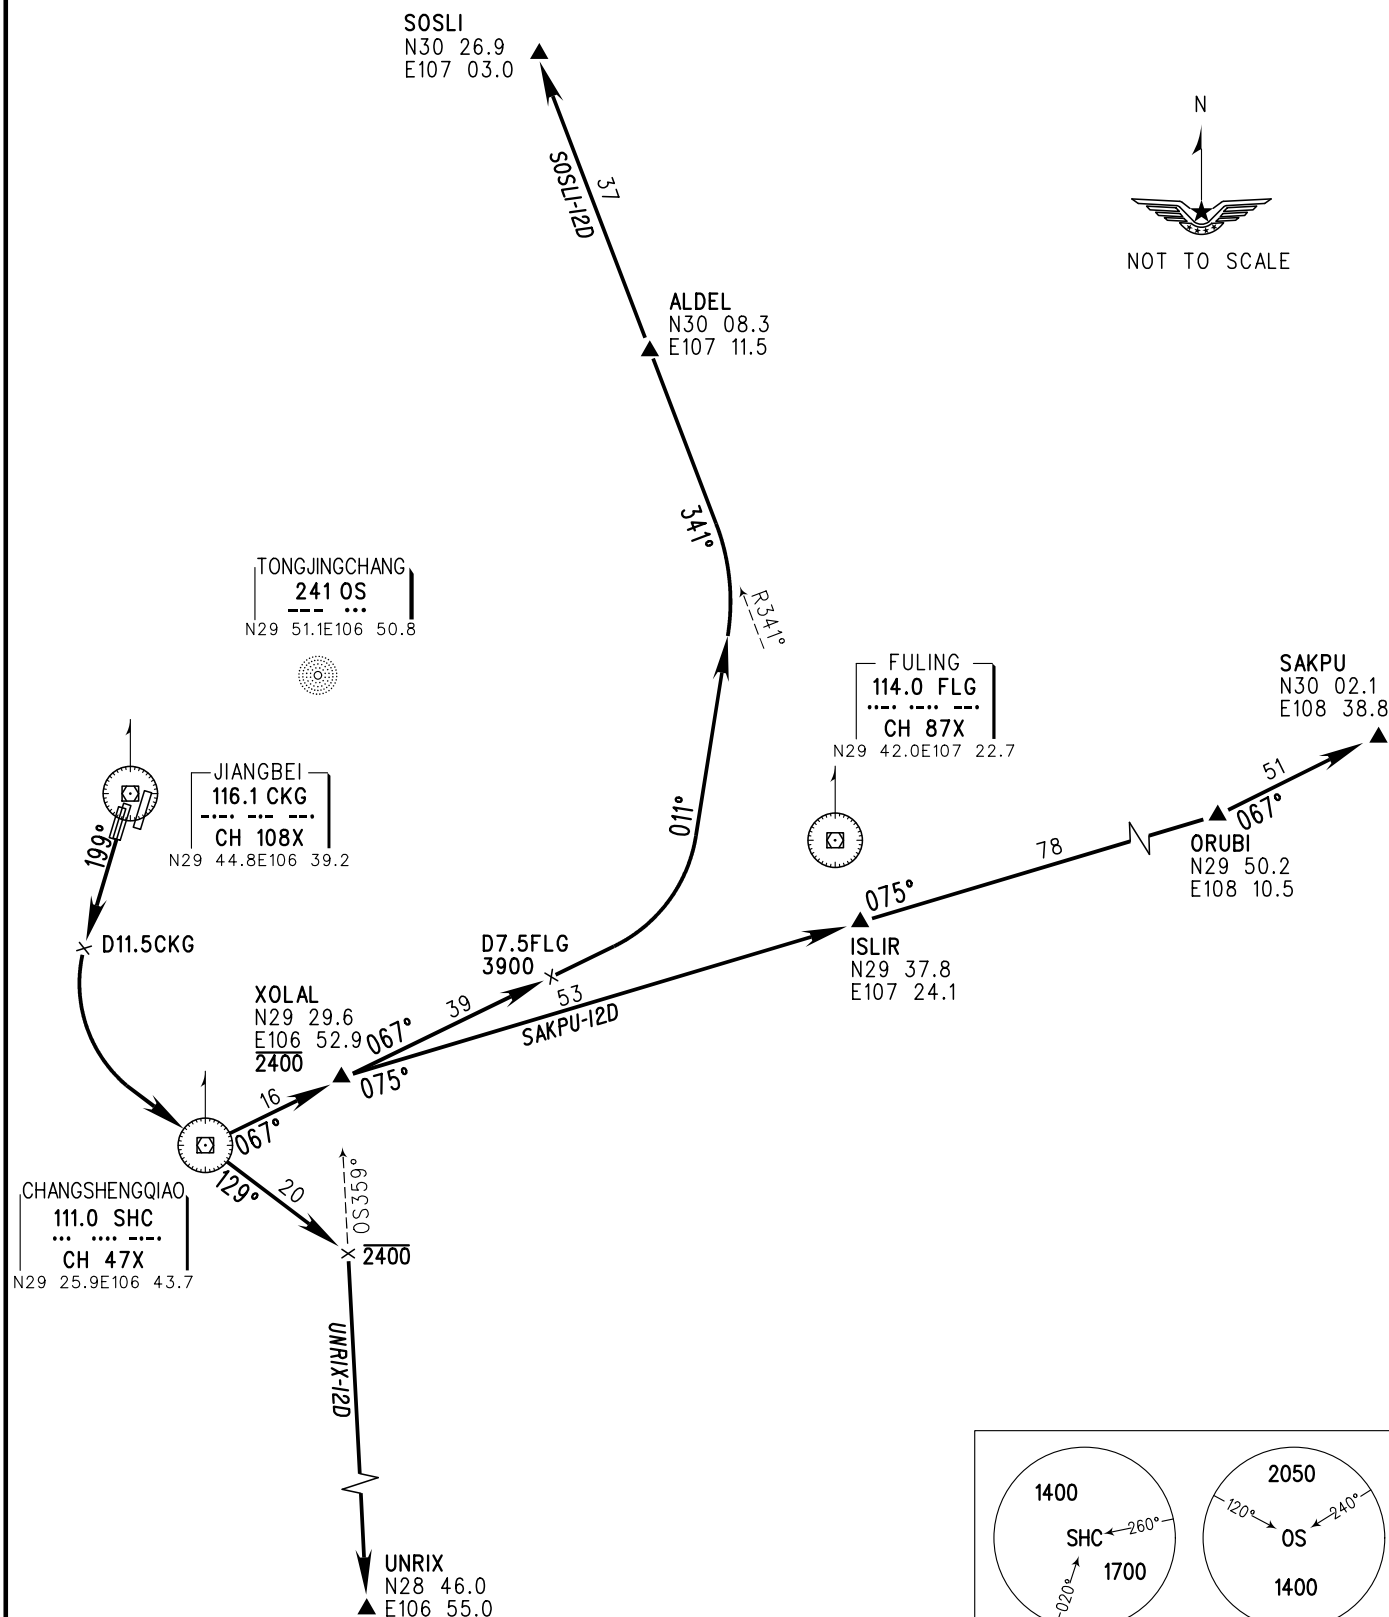 SOSLI
N30 26.9
E107 03.0
N
NOT TO SCALE
37
SOSLI-12D
ALDEL
N30 08.3
E107 11.5
341°
R341°
TONGJINGCHANG
241 OS
N29 51.1E106 50.8
FULING
114.0 FLG
CH 87X
N29 42.0E107 22.7
SAKPU
N30 02.1
E108 38.8
JIANGBEI
116.1 CKG
CH 108X
N29 44.8E106 39.2
199°
011°
51
067°
ORUBI
N29 50.2
E108 10.5
78
075°
D11.5CKG
D7.5FLG
3900
ISLIR
N29 37.8
E107 24.1
XOLAL
N29 29.6
E106 52.9
2400
067°
39
53
SAKPU-12D
075°
16
067°
129°
20
OS359°
2400
CHANGSHENGQIAO
111.0 SHC
CH 47X
N29 25.9E106 43.7
UNRIX-12D
UNRIX
N28 46.0
E106 55.0
1400
SHC
260°
1700
020°
2050
120°
240°
OS
1400